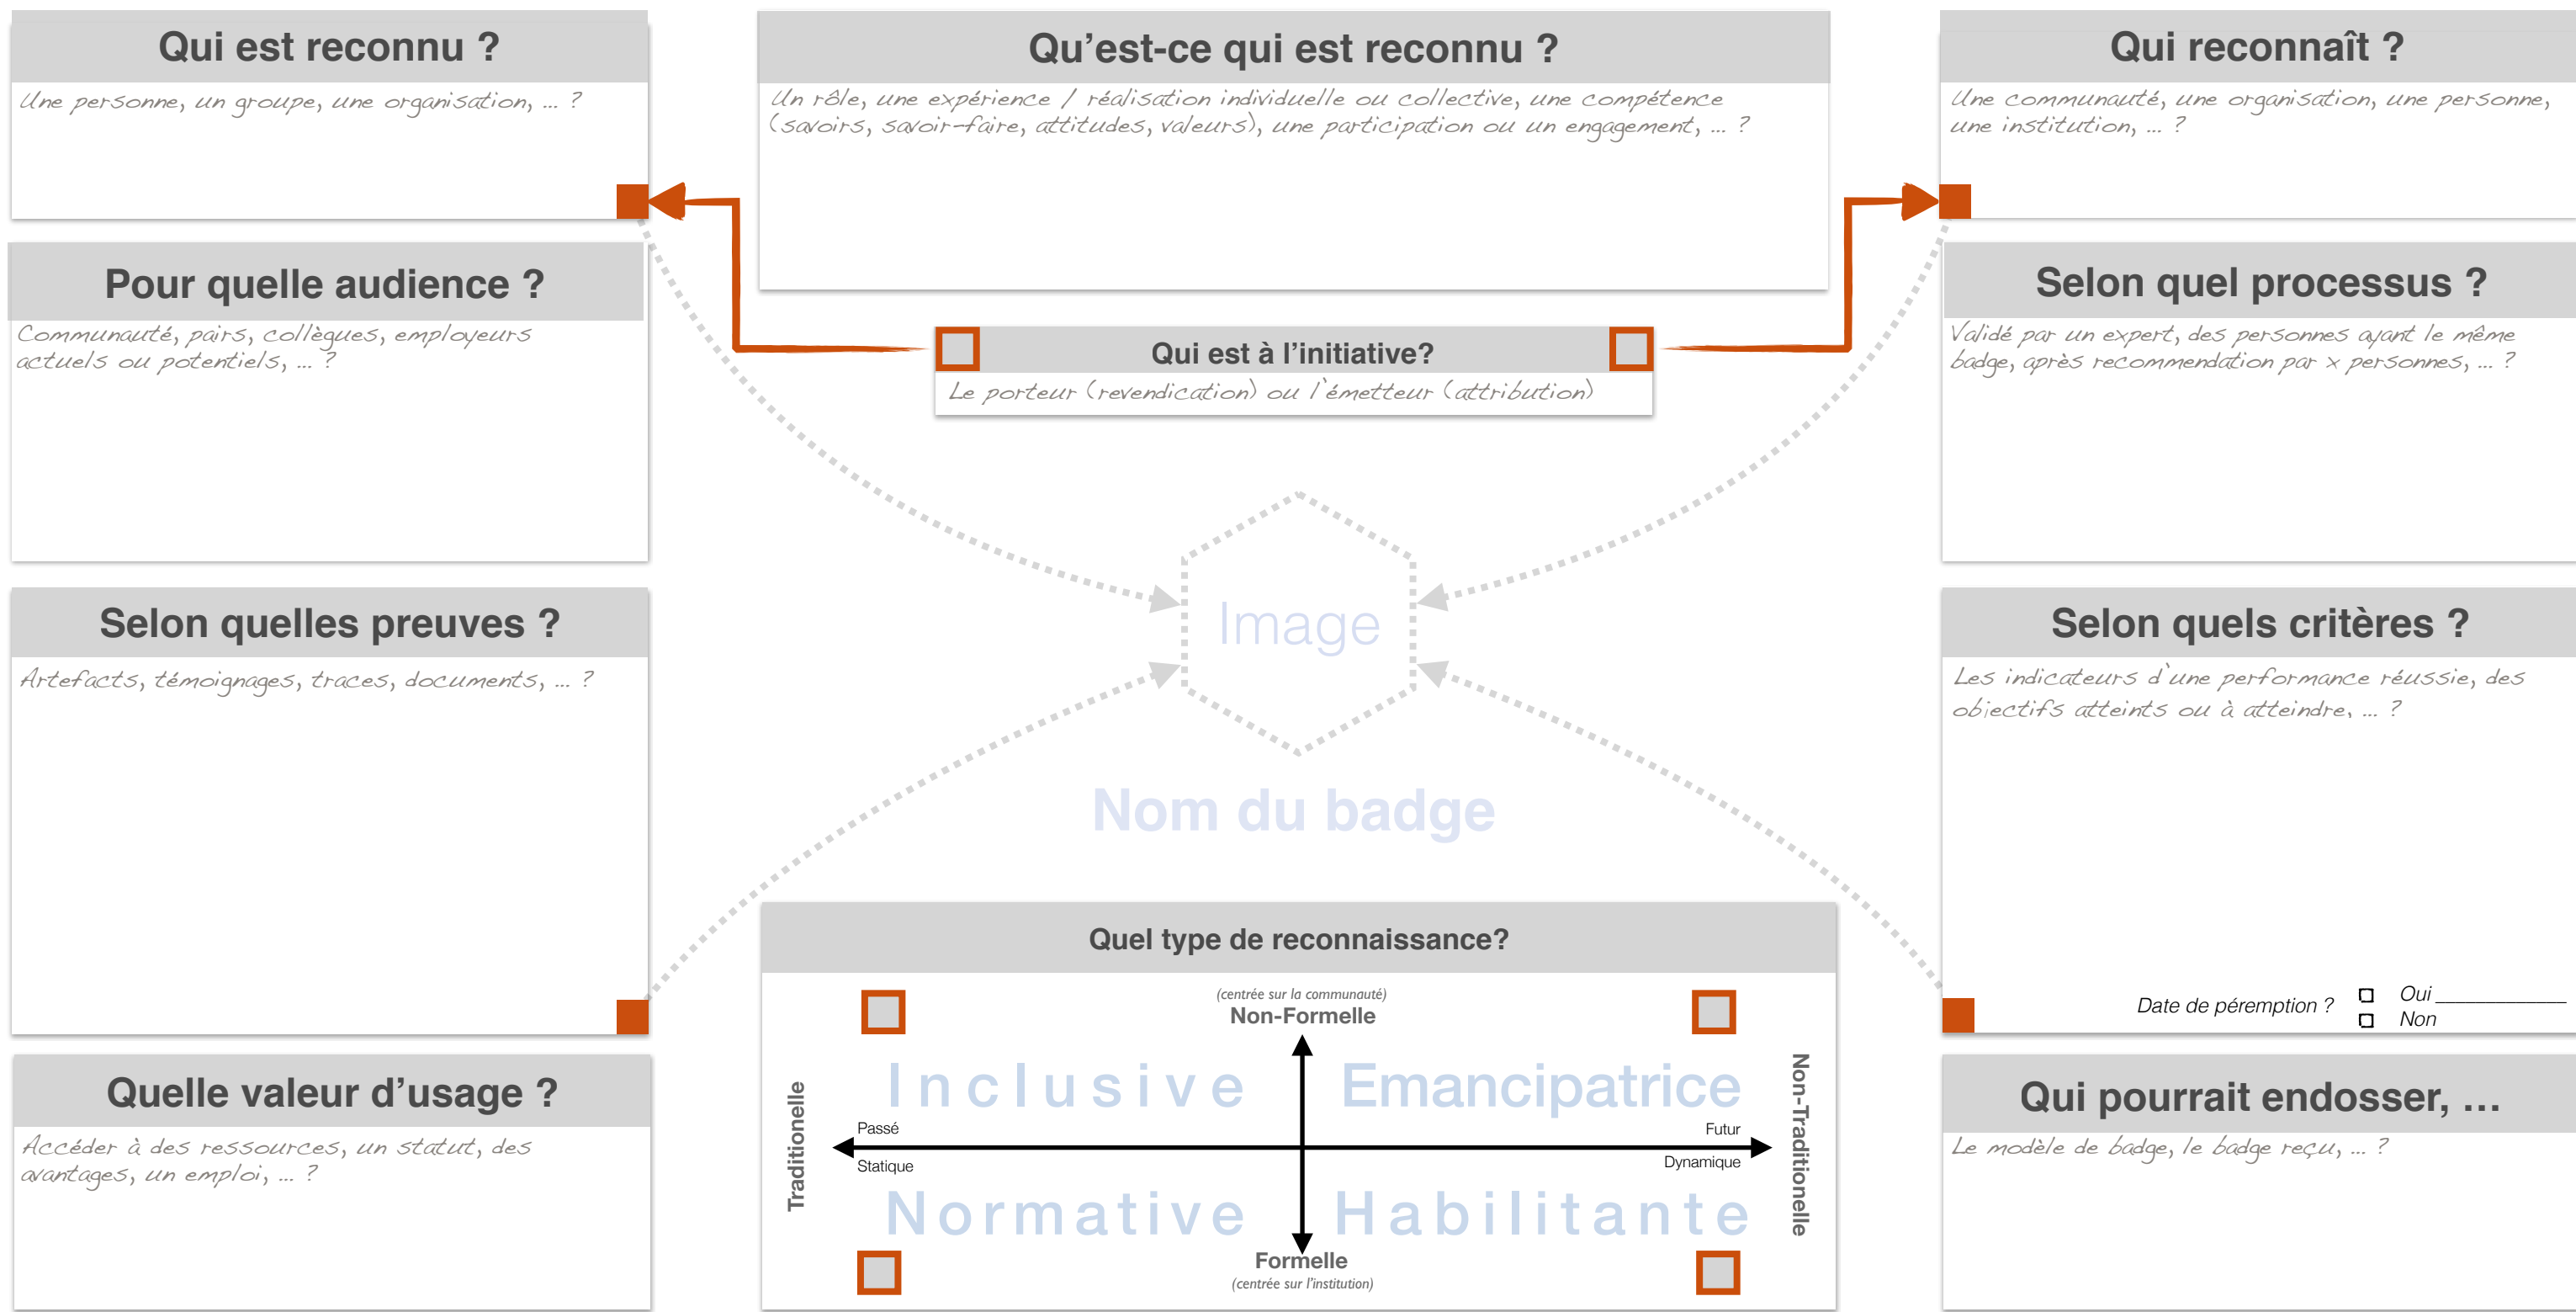 Qui est reconnu ?
Une personne, un groupe, une organisation, ... ?
Qu'est-ce qui est reconnu ?
Un rôle, une expérience / réalisation individuelle ou collective, une compétence
(savoirs, savoir-faire, attitudes, valeurs), une participation ou un engagement, ... ?
Qui reconnaît ?
Une communauté, une organisation, une personne,
une institution, ... ?
Pour quelle audience ?
Communauté, pairs, collègues, employeurs
actuels ou potentiels, ... ?
Qui est à l'initiative?
Le porteur (revendication) ou l'émetteur (attribution)
Selon quel processus ?
Validé par un expert, des personnes ayant le même
badge, après recommendation par x personnes, ... ?
Image
Nom du badge
Selon quelles preuves ?
Artefacts, témoignages, traces, documents, ... ?
Selon quels critères ?
Les indicateurs d'une performance réussie, des
objectifs atteints ou à atteindre, ... ?
Date de péremption ?
Oui _____________
Non
Quelle valeur d'usage ?
Accéder à des ressources, un statut, des
avantages, un emploi, ... ?
Quel type de reconnaissance?
(centrée sur la communauté)
Non-Formelle
Traditionelle
Inclusive
Emancipatrice
Non-Traditionelle
Passé
Futur
Statique
Dynamique
Normative
Habilitante
Formelle
(centrée sur l'institution)
Qui pourrait endosser, …
Le modèle de badge, le badge reçu, ... ?